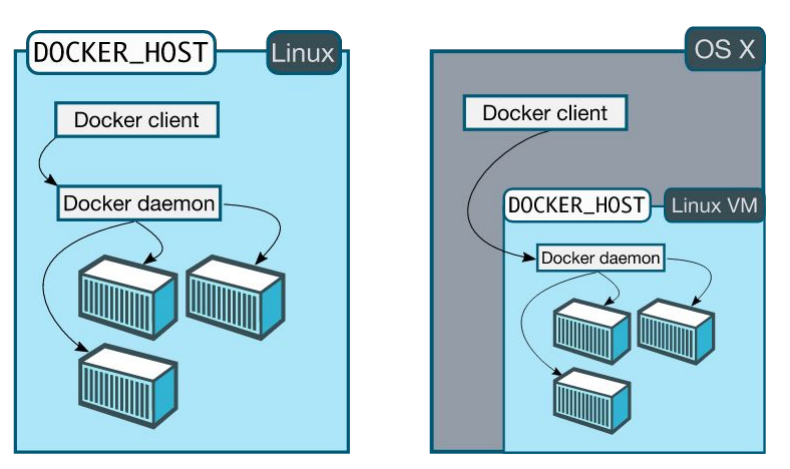 DOCKER_HOST
Linux
Docker client
Docker daemon
OS X
Docker client
DOCKER_HOST
Linux VM
Docker daemon